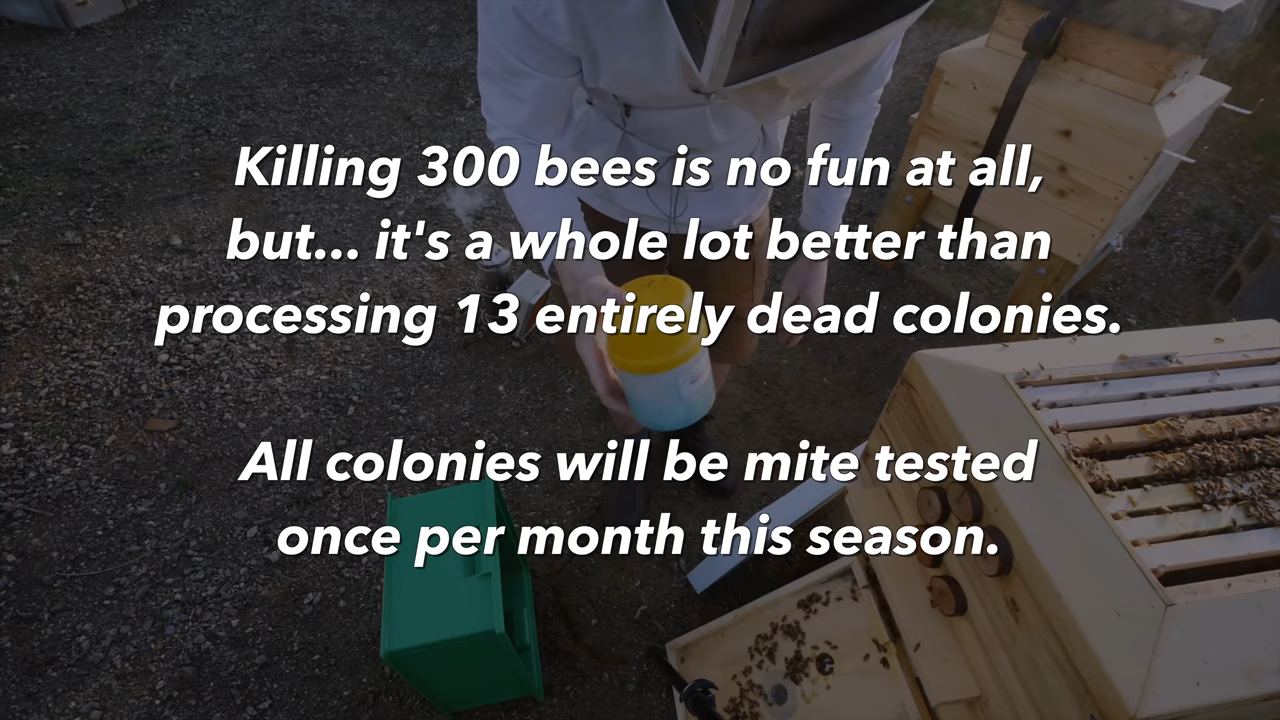 Killing 300 bees is no fun at all,
but... it's a whole lot better than
processing 13 entirely dead colonies.
All colonies will be mite tested
once per month this season.